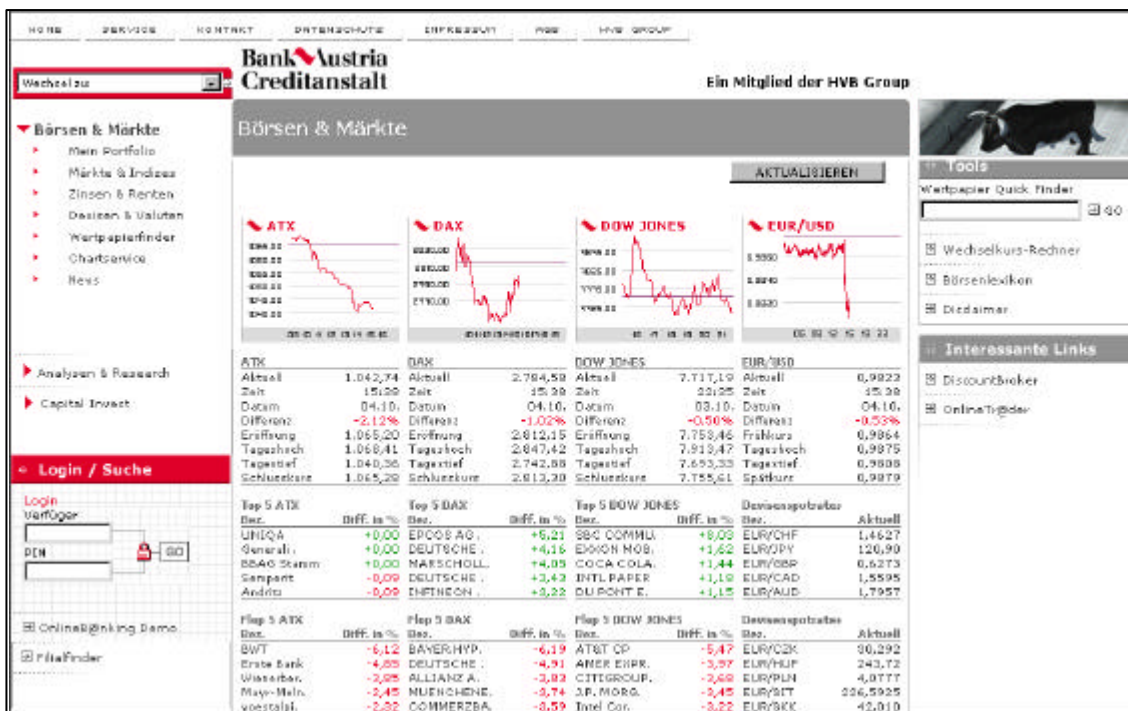 HOME SERVICE KONTAKT DATENSCHUTZ IMPRESSUM AGB HVB GROUP
Bank Austria
Creditanstalt
Ein Mitglied der HVB Group
Wechsel zu
Börsen & Märkte
Mein Portfolio
Märkte & Indizes
Zinsen & Renten
Devisen & Valuten
Wertpapierfinder
Chartservice
News
Analysen & Research
Capital Invest
Login / Suche
Login
Verfüger
PIN
GO
OnlineB@nking Demo
Filialfinder
Börsen & Märkte
AKTUALISIEREN
ATX DAX DOW JONES EUR/USD
ATX DAX DOW JONES EUR/USD
Aktuell 1.042,74 Aktuell 2.784,58 Aktuell 7.717,19 Aktuell 0,9823
Zeit 15:38 Zeit 15:38 Zeit 22:25 Zeit 15:38
Datum 04.10. Datum 04.10. Datum 03.10. Datum 04.10.
Differenz -2,12% Differenz -1,02% Differenz -0,50% Differenz -0,53%
Eröffnung 1.065,20 Eröffnung 2.812,15 Eröffnung 7.753,46 Frühkurs 0,9864
Tageshoch 1.068,41 Tageshoch 2.847,42 Tageshoch 7.913,47 Tageshoch 0,9875
Tagestief 1.040,36 Tagestief 2.742,88 Tagestief 7.693,33 Tagestief 0,9808
Schlusskurs 1.065,28 Schlusskurs 2.813,30 Schlusskurs 7.755,61 Spätkurs 0,9879
Top 5 ATX Top 5 DAX Top 5 DOW JONES Devisenspotrates
Bez. Diff. in % Bez. Diff. in % Bez. Diff. in % Aktuell
UNIQA +0,00 EPCOS AG. +5,21 SBC COMMU. +8,03 EUR/CHF 1,4627
Generali. +0,00 DEUTSCHE . +4,16 EXXON MOB. +1,62 EUR/JPY 120,90
BBAG Stamm +0,00 MARSCHOLL. +4,05 COCA COLA. +1,44 EUR/GBP 0,6273
Semperit -0,09 DEUTSCHE . +3,43 INTL PAPER +1,18 EUR/CAD 1,5595
Andritz -0,09 INFINEON . +3,22 DU PONT E. +1,15 EUR/AUD 1,7957
Flop 5 ATX Flop 5 DAX Flop 5 DOW JONES Devisenspotrates
Bez. Diff. in % Bez. Diff. in % Bez. Diff. in % Bez. Aktuell
BWT -6,12 BAYER.HYP. -6,19 AT&T CP -5,47 EUR/CZK 30,292
Erste Bank -4,85 DEUTSCHE . -4,91 AMER EXPR. -3,97 EUR/HUF 243,72
Wienerber. -3,85 ALLIANZ A. -3,83 CITIGROUP. -3,68 EUR/PLN 4,0777
Mayr-Meln. -2,45 MUENCHENE. -3,74 J.P. MORG. -3,45 EUR/SIT 226,5925
voestalpi. -2,32 COMMERZBA. -3,59 Intel Cor. -3,22 EUR/SKK 42,010
Tools
Wertpapier Quick Finder
GO
Wechselkurs-Rechner
Börsenlexikon
Disclaimer
Interessante Links
DiscountBroker
OnlineTr@der